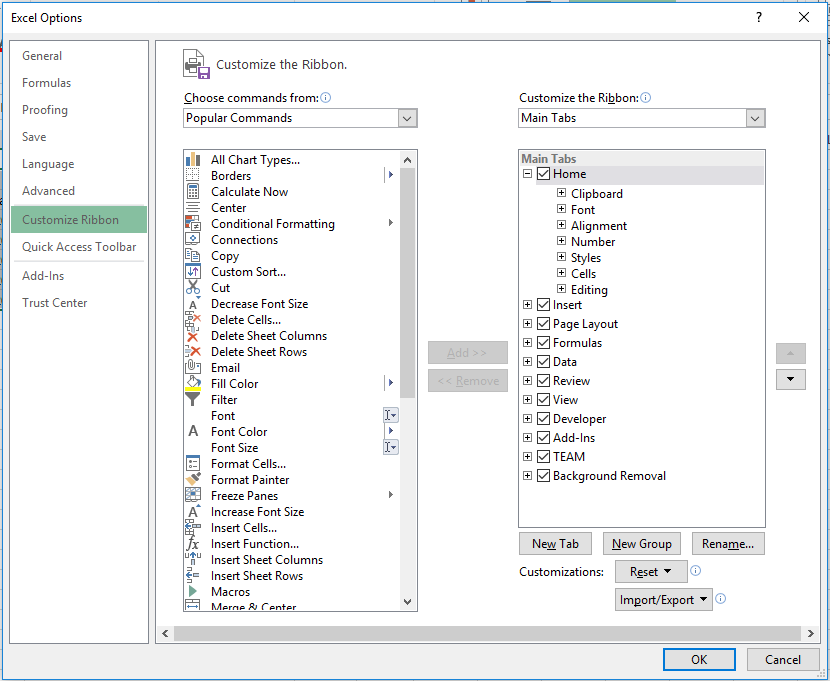 Excel Options
?
General
Formulas
Proofing
Save
Language
Advanced
Customize Ribbon
Quick Access Toolbar
Add-Ins
Trust Center
Customize the Ribbon.
Choose commands from:
Popular Commands
All Chart Types...
Borders
Calculate Now
Center
Conditional Formatting
Connections
Copy
Custom Sort...
Cut
Decrease Font Size
Delete Cells...
Delete Sheet Columns
Delete Sheet Rows
Email
Fill Color
Filter
Font
Font Color
Font Size
Format Cells...
Format Painter
Freeze Panes
Increase Font Size
Insert Cells...
Insert Function...
Insert Sheet Columns
Insert Sheet Rows
Macros
Merge & Center
Add >>
<< Remove
Customize the Ribbon:
Main Tabs
Main Tabs
Home
Clipboard
Font
Alignment
Number
Styles
Cells
Editing
Insert
Page Layout
Formulas
Data
Review
View
Developer
Add-Ins
TEAM
Background Removal
New Tab
New Group
Rename...
Customizations:
Reset
Import/Export
OK
Cancel